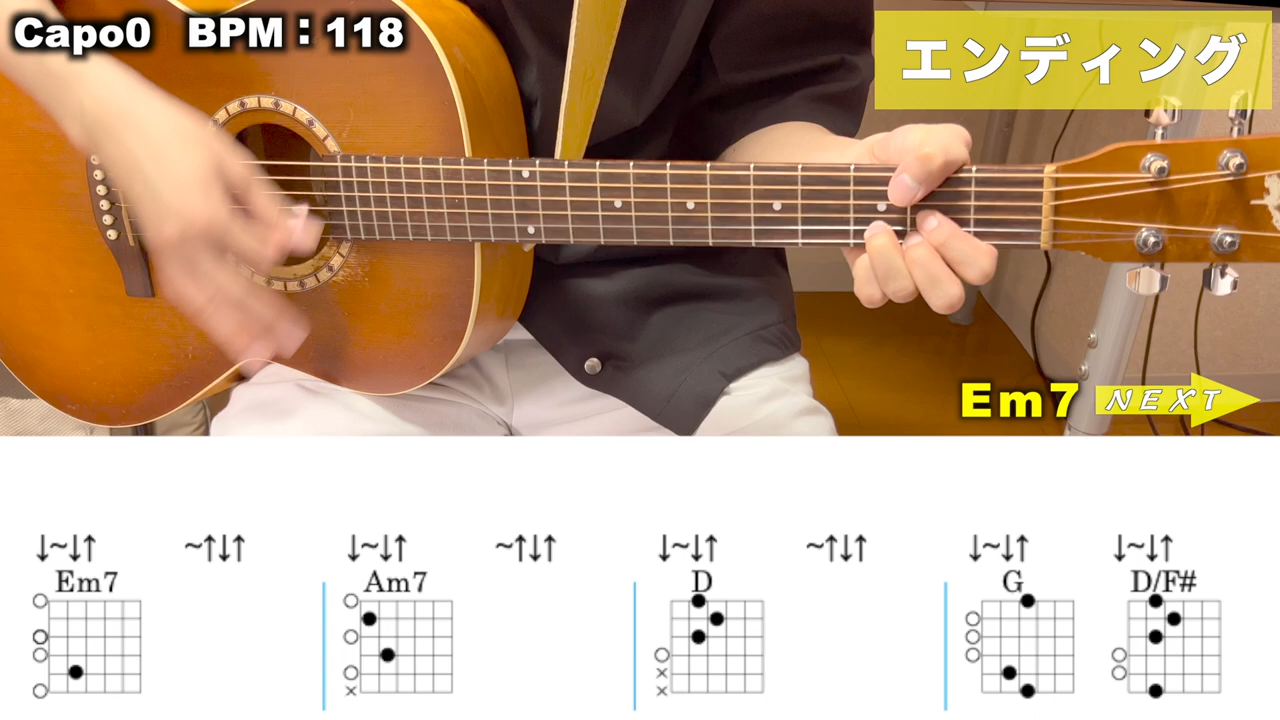 Capo0 BPM：118
エンディング
Em7 NEXT
↓~↓↑ ~↑↓↑ ↓~↓↑ ~↑↓↑ ↓~↓↑ ~↑↓↑ ↓~↓↑ ↓~↓↑
Em7 Am7 D G D/F#